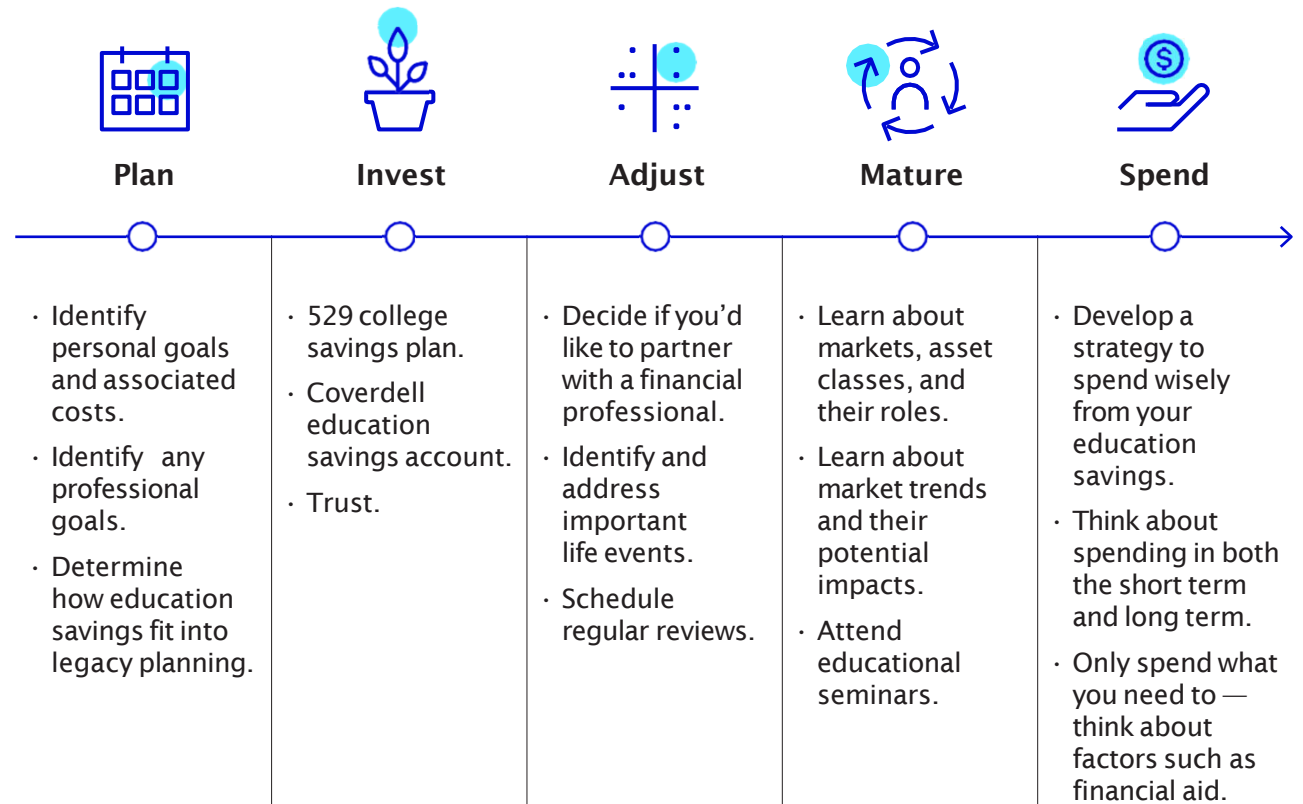 Plan
Invest
Adjust
Mature
Spend
· Identify
personal goals
and associated
costs.
· Identify any
professional
goals.
· Determine
how education
savings fit into
legacy planning.
· 529 college
savings plan.
· Coverdell
education
savings account.
· Trust.
· Decide if you’d
like to partner
with a financial
professional.
· Identify and
address
important
life events.
· Schedule
regular reviews.
· Learn about
markets, asset
classes, and
their roles.
· Learn about
market trends
and their
potential
impacts.
· Attend
educational
seminars.
· Develop a
strategy to
spend wisely
from your
education
savings.
· Think about
spending in both
the short term
and long term.
· Only spend what
you need to —
think about
factors such as
financial aid.